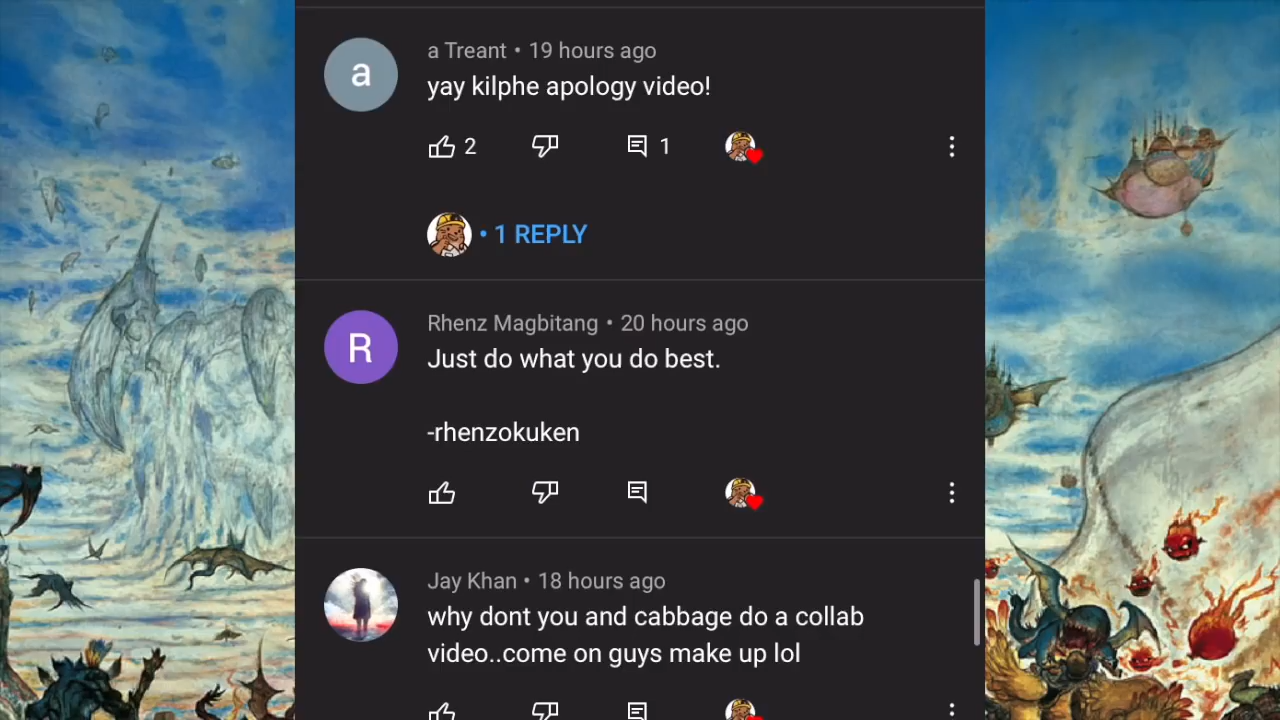 a
a Treant • 19 hours ago
yay kilphe apology video!
2
1
• 1 REPLY
R
Rhenz Magbitang • 20 hours ago
Just do what you do best.
-rhenzokuken
Jay Khan • 18 hours ago
why dont you and cabbage do a collab
video..come on guys make up lol